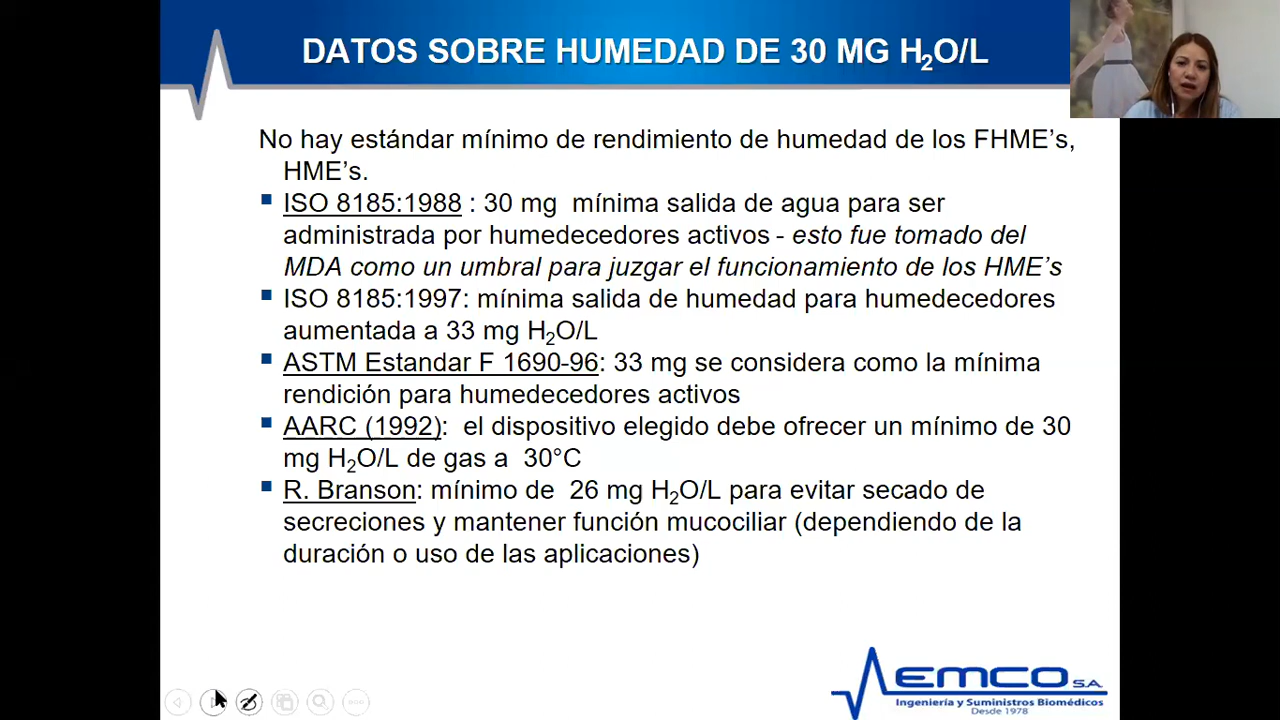 DATOS SOBRE HUMEDAD DE 30 MG H₂O/L
No hay estándar mínimo de rendimiento de humedad de los FHME’s,
HME’s.
ISO 8185:1988 : 30 mg mínima salida de agua para ser
administrada por humedecedores activos - esto fue tomado del
MDA como un umbral para juzgar el funcionamiento de los HME’s
ISO 8185:1997: mínima salida de humedad para humedecedores
aumentada a 33 mg H₂O/L
ASTM Estandar F 1690-96: 33 mg se considera como la mínima
rendición para humedecedores activos
AARC (1992): el dispositivo elegido debe ofrecer un mínimo de 30
mg H₂O/L de gas a 30°C
R. Branson: mínimo de 26 mg H₂O/L para evitar secado de
secreciones y mantener función mucociliar (dependiendo de la
duración o uso de las aplicaciones)
EMCO S.A.
Ingeniería y Suministros Biomédicos
Desde 1978